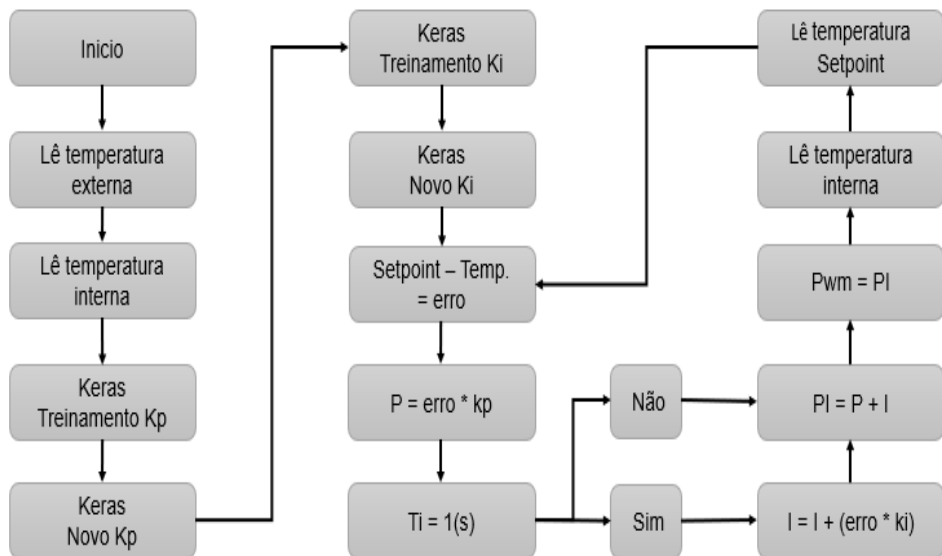 Inicio
Lê temperatura
externa
Lê temperatura
interna
Keras
Treinamento Kp
Keras
Novo Kp
Keras
Treinamento Ki
Keras
Novo Ki
Setpoint – Temp.
= erro
P = erro * kp
Ti = 1(s)
Não
Sim
I = I + (erro * ki)
PI = P + I
Pwm = PI
Lê temperatura
interna
Lê temperatura
Setpoint